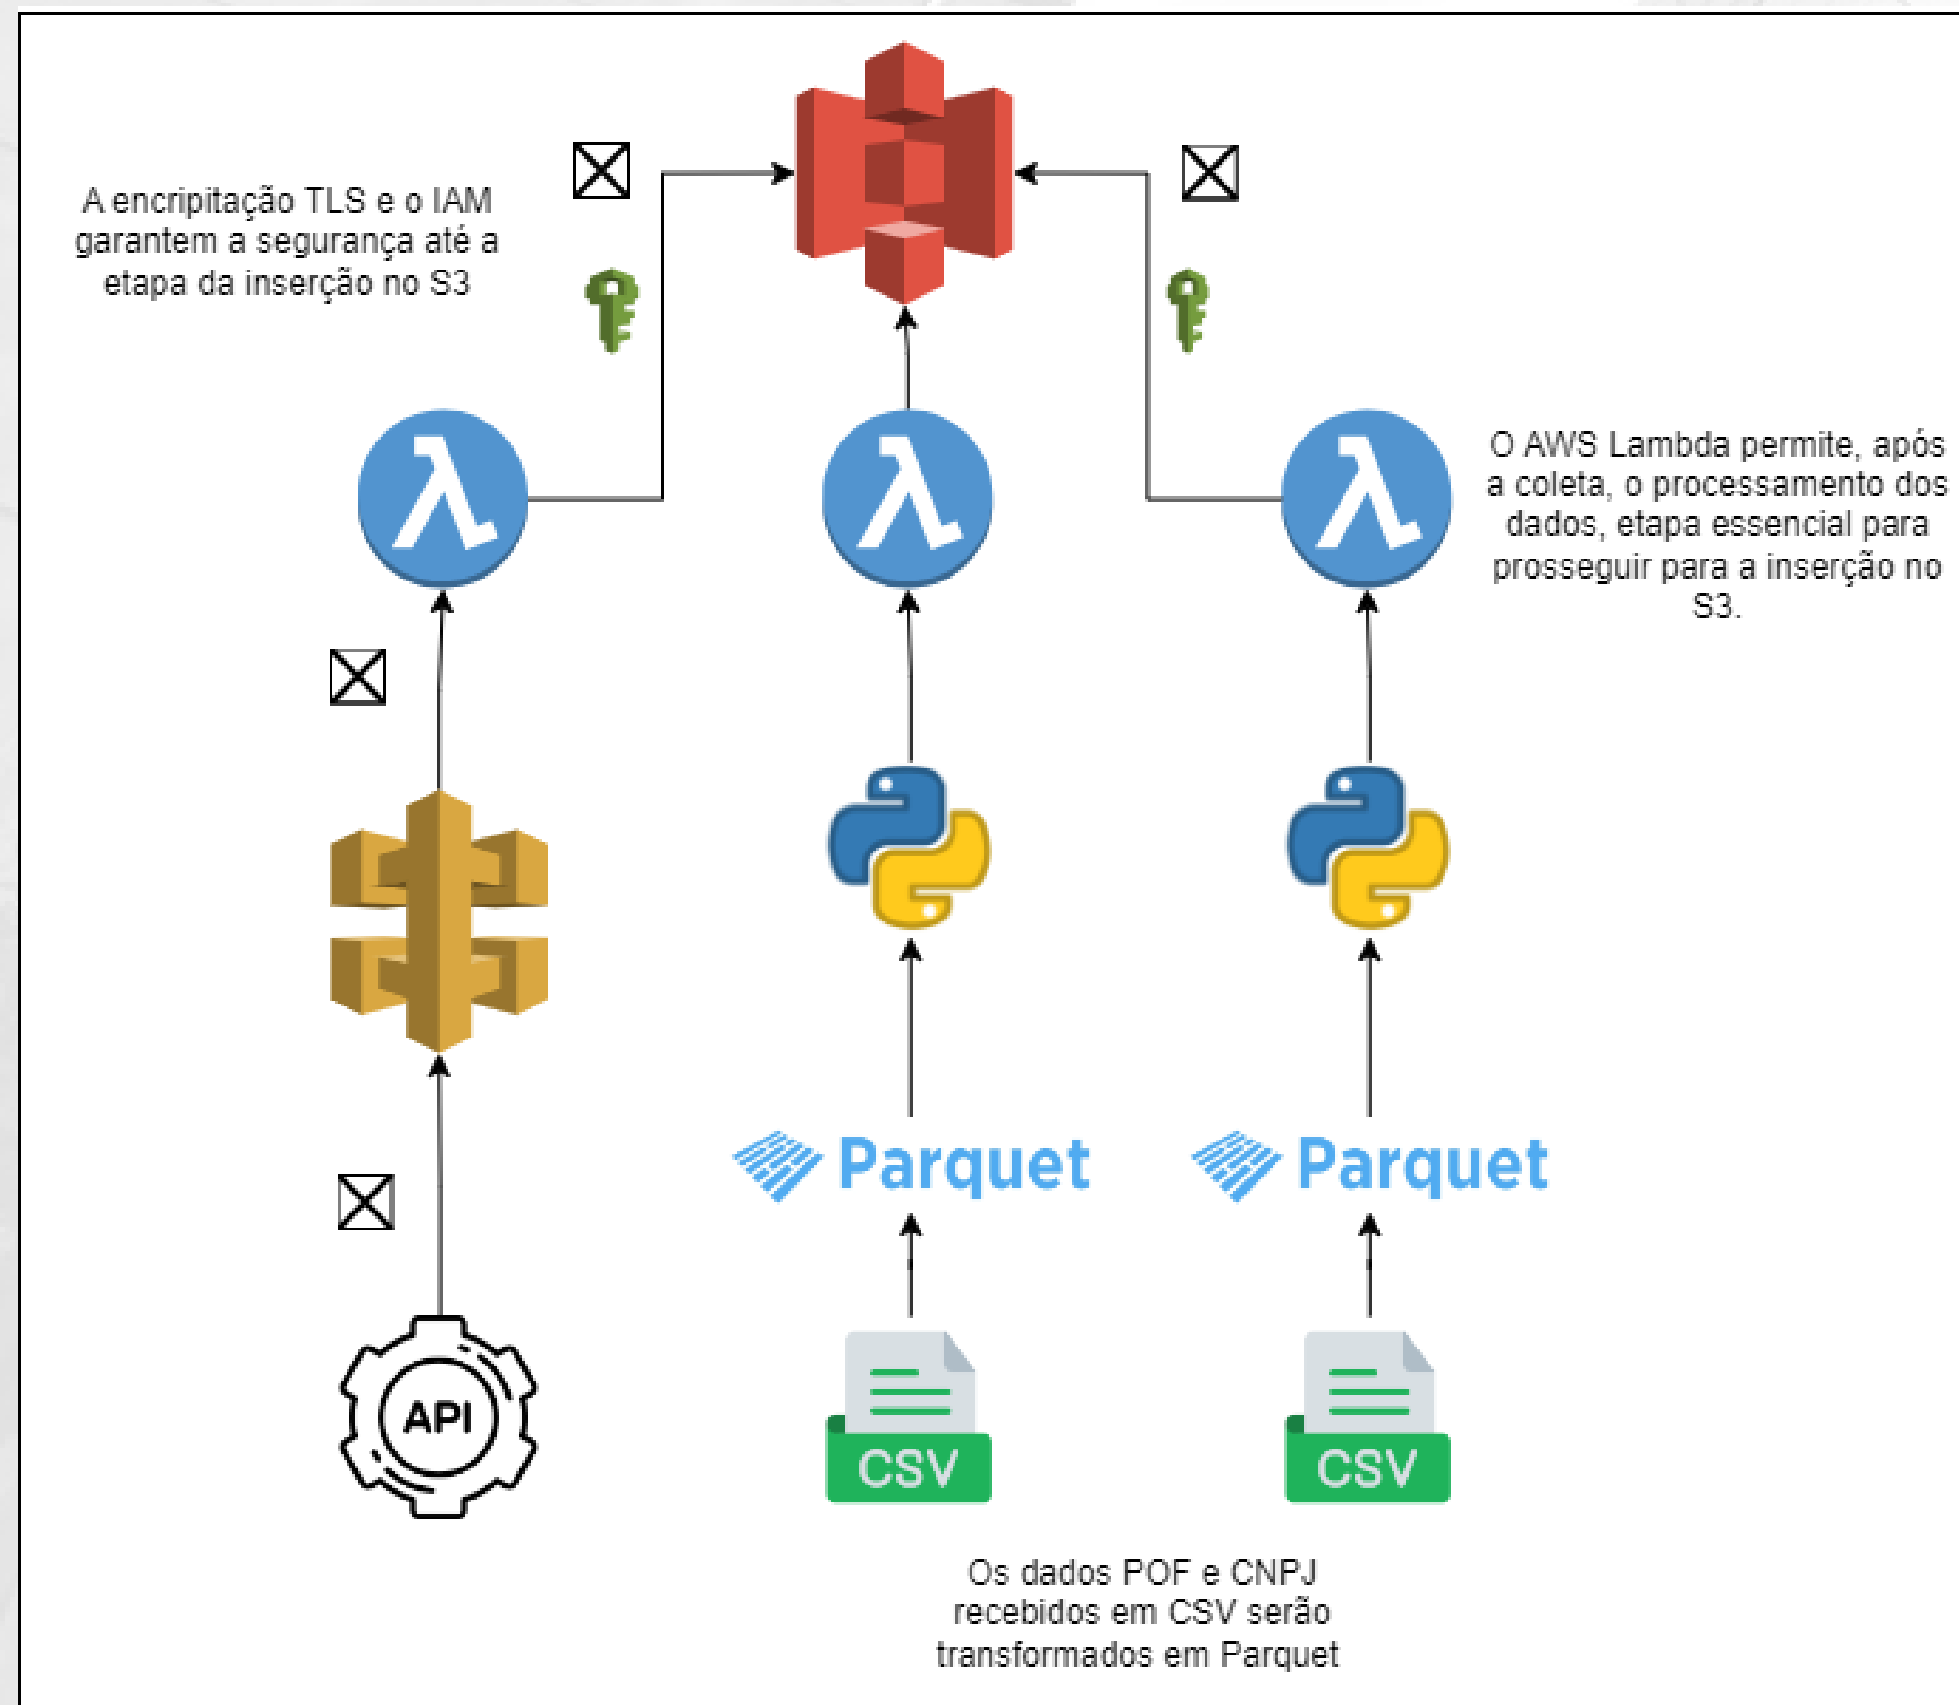 A encripitação TLS e o IAM
garantem a segurança até a
etapa da inserção no S3
O AWS Lambda permite, após
a coleta, o processamento dos
dados, etapa essencial para
prosseguir para a inserção no
S3.
Parquet
Parquet
API
CSV
CSV
Os dados POF e CNPJ
recebidos em CSV serão
transformados em Parquet